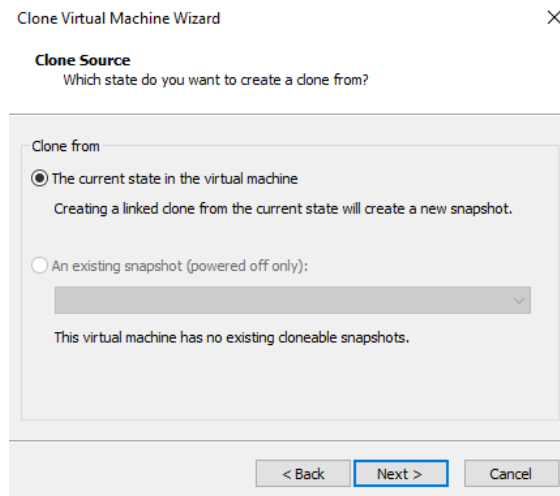 Clone Virtual Machine Wizard
Clone Source
Which state do you want to create a clone from?
Clone from
The current state in the virtual machine
Creating a linked clone from the current state will create a new snapshot.
An existing snapshot (powered off only):
This virtual machine has no existing cloneable snapshots.
< Back Next > Cancel